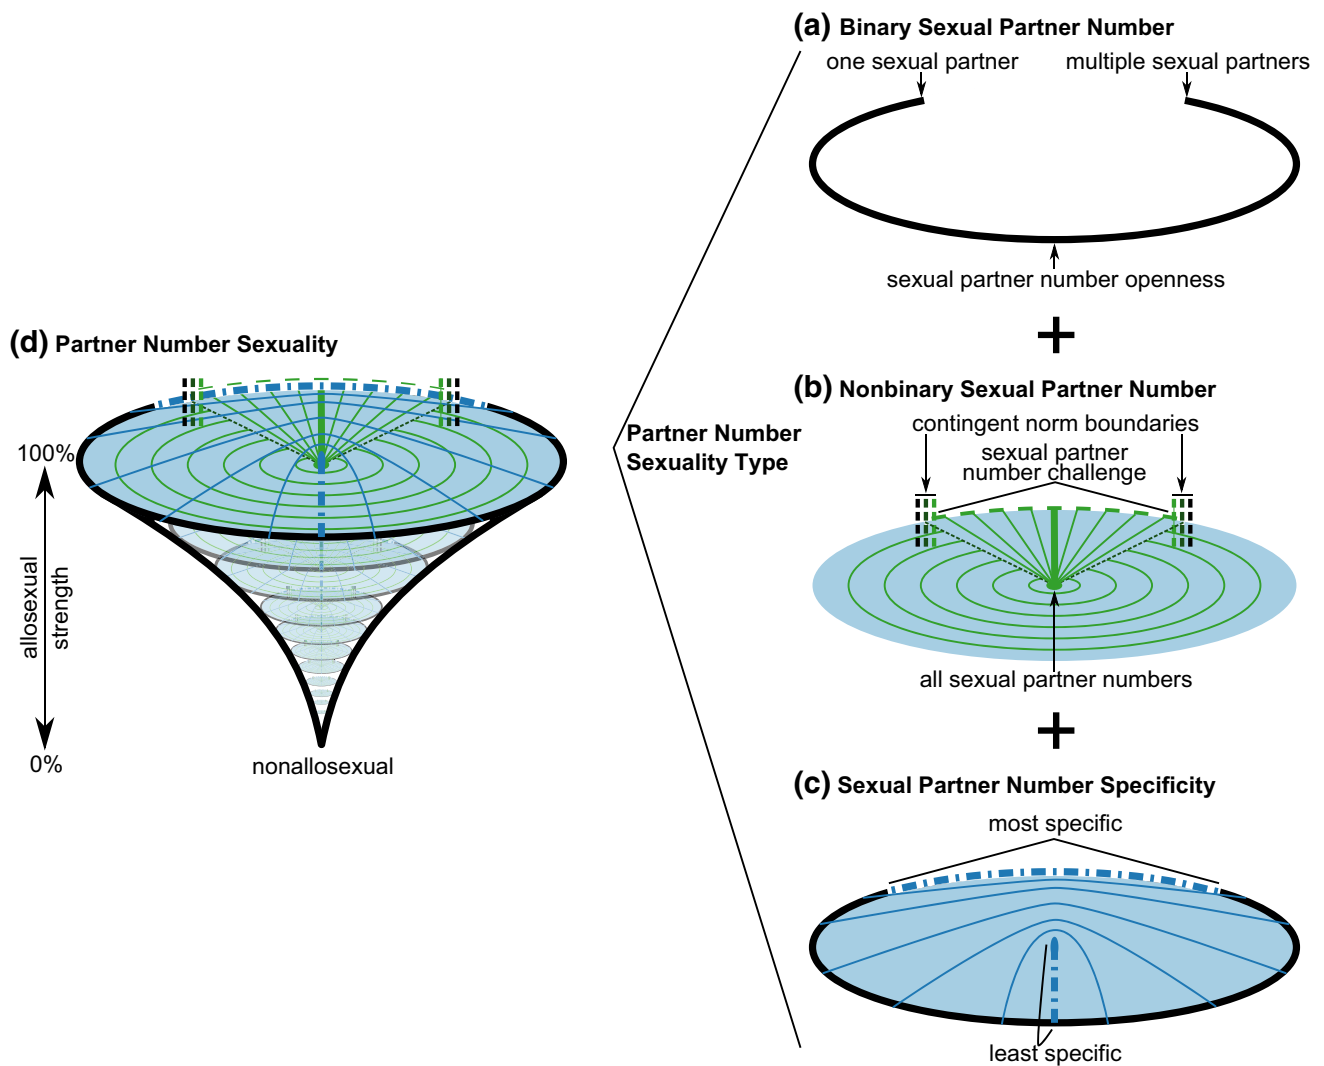 (a) Binary Sexual Partner Number
one sexual partner
multiple sexual partners
sexual partner number openness
+
(d) Partner Number Sexuality
100%
allosexual
strength
0%
nonallosexual
Partner Number
Sexuality Type
(b) Nonbinary Sexual Partner Number
contingent norm boundaries
sexual partner
number challenge
all sexual partner numbers
+
(c) Sexual Partner Number Specificity
most specific
least specific